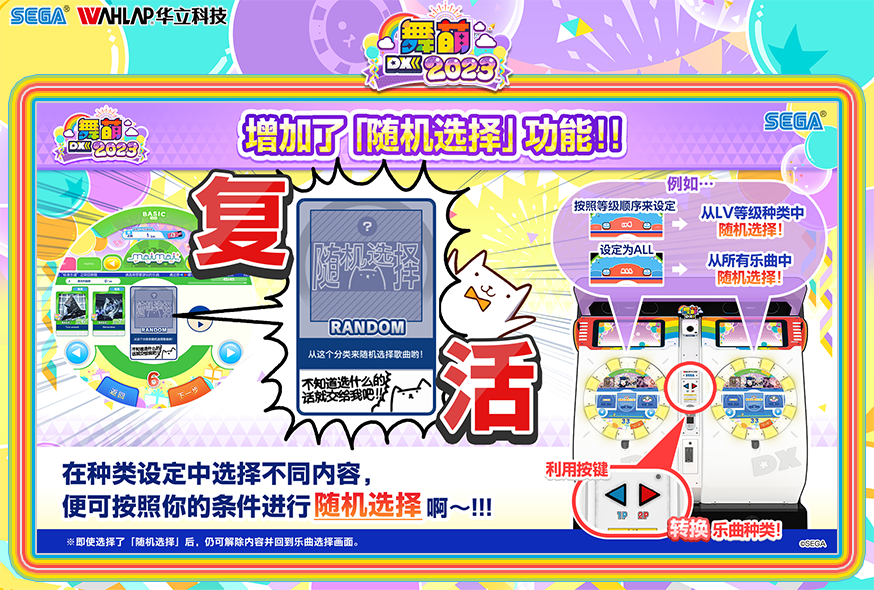 SEGA® WAHLAP® 华立科技
舞萌
DX 2023
舞萌
DX 2023
增加了「随机选择」功能!!
SEGA®
BASIC
maimai
RANDOM
6
返回
下一步
复
活
?
随机选择
RANDOM
从这个分类来随机选择歌曲哟!
不知道选什么的
话就交给我吧!!
例如…
按照等级顺序来设定
从LV等级种类中
随机选择!
设定为ALL
从所有乐曲中
随机选择!
DX
利用按键
1P 2P
转换 乐曲种类!
在种类设定中选择不同内容，
便可按照你的条件进行 随机选择 啊～!!!
※即使选择了「随机选择」后，仍可解除内容并回到乐曲选择画面。
©SEGA